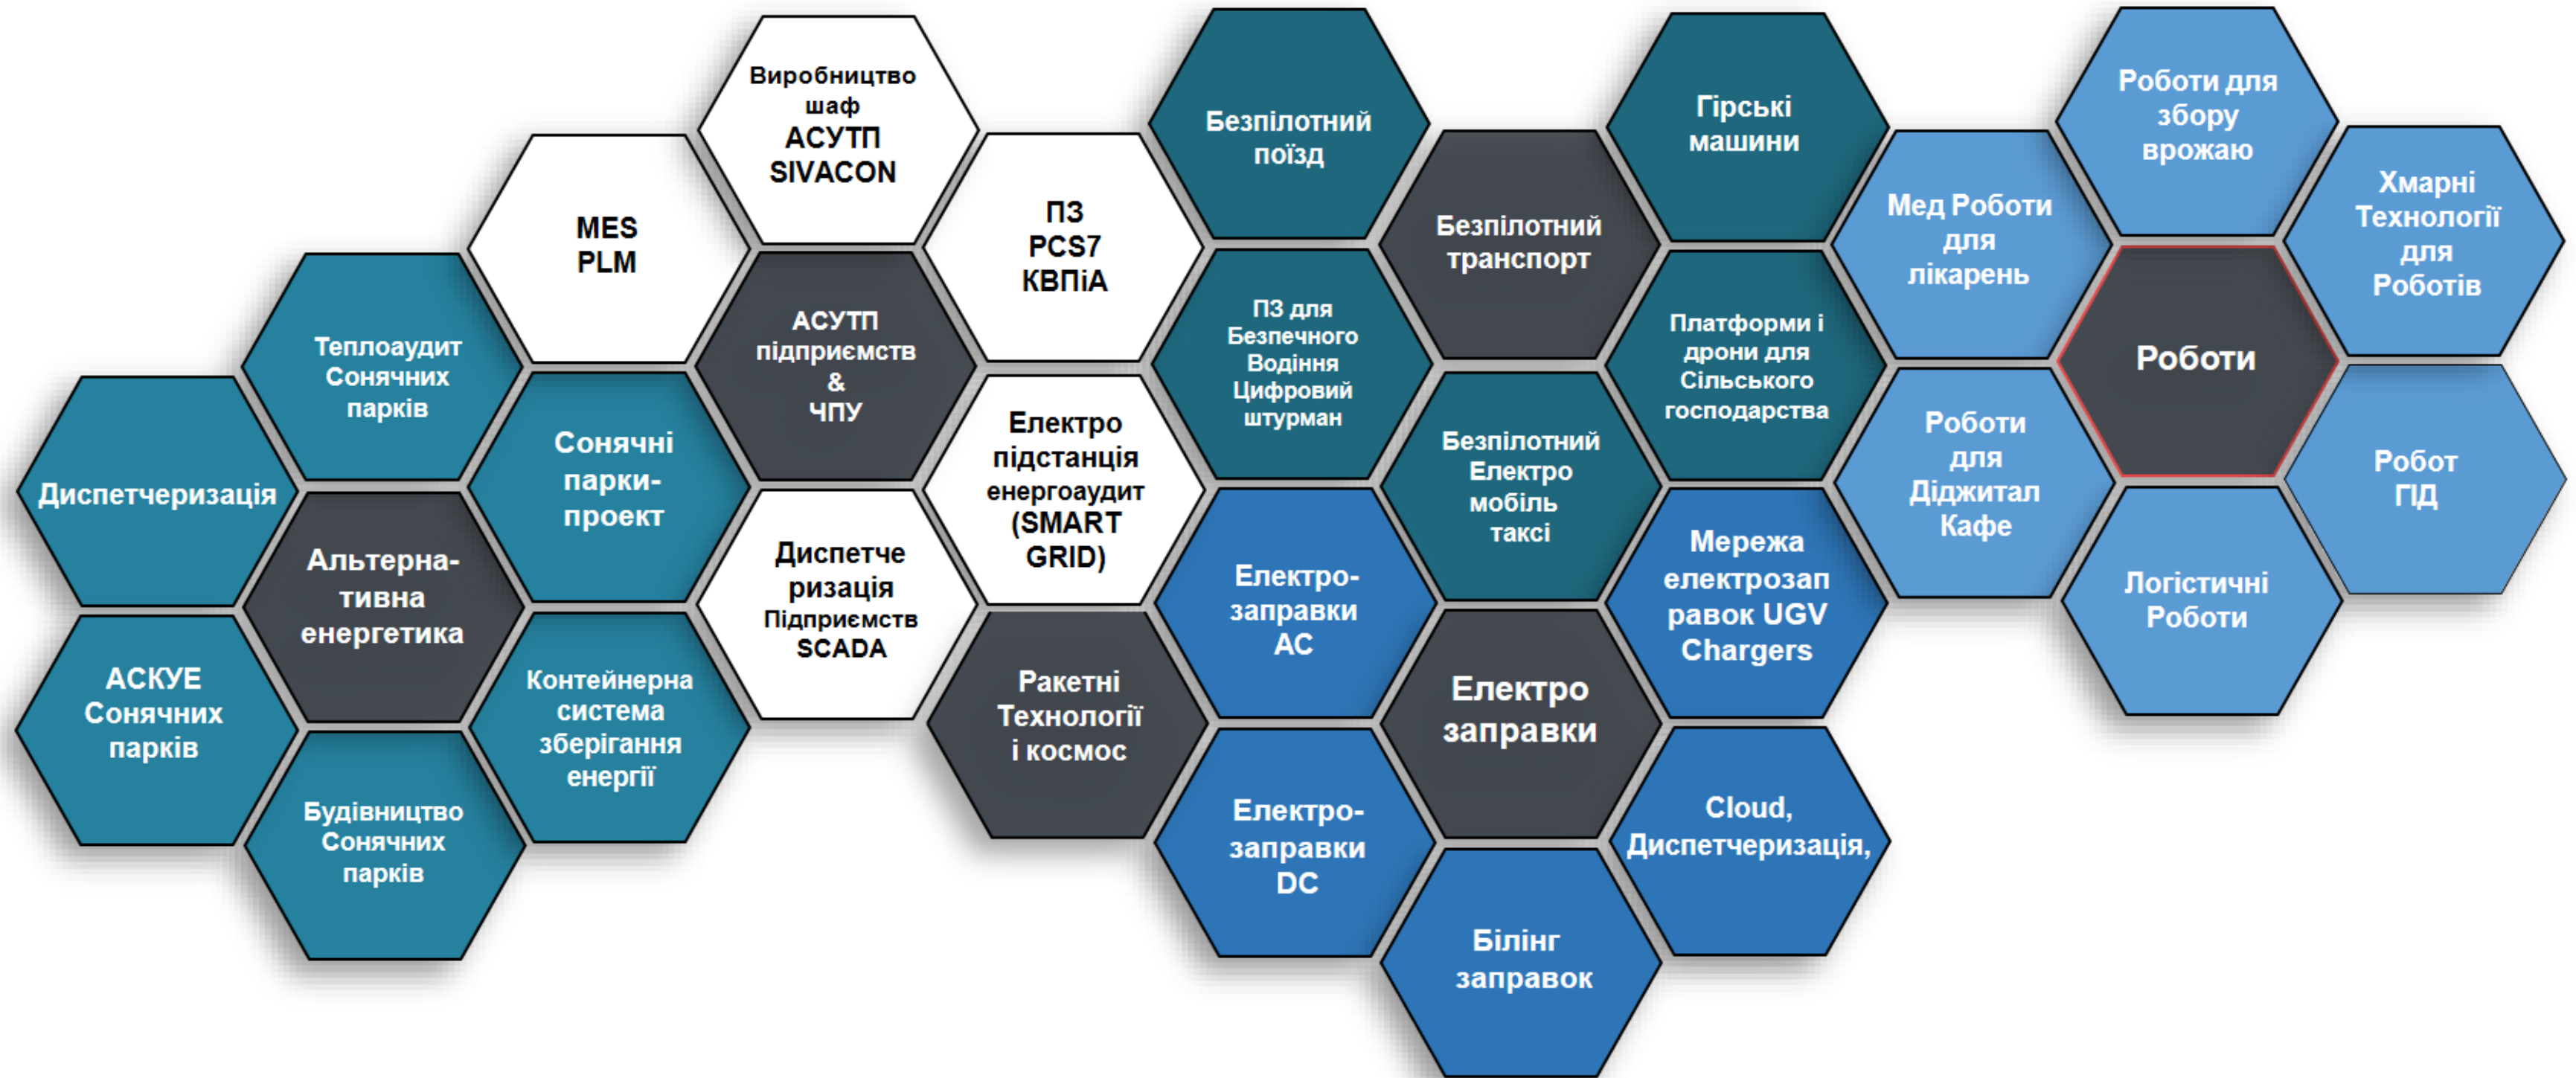 Виробництво
шаф
АСУТП
SIVACON
MES
PLM
ПЗ
PCS7
КВПіА
Теплоаудит
Сонячних
парків
АСУТП
підприємств
&
ЧПУ
Диспетчеризація
Сонячні
парки-
проект
Електро
підстанція
енергоаудит
(SMART
GRID)
Альтерна-
тивна
енергетика
Диспетче
ризація
Підприємств
SCADA
АСКУЕ
Сонячних
парків
Контейнерна
система
зберігання
енергії
Ракетні
Технології
і космос
Будівництво
Сонячних
парків
Безпілотний
поїзд
Безпілотний
транспорт
Гірські
машини
ПЗ для
Безпечного
Водіння
Цифровий
штурман
Платформи і
дрони для
Сільського
господарства
Безпілотний
Електро
мобіль
таксі
Електро-
заправки
АС
Мережа
електрозап
равок UGV
Chargers
Електро
заправки
Електро-
заправки
DC
Cloud,
Диспетчеризація,
Білінг
заправок
Роботи для
збору
врожаю
Мед Роботи
для
лікарень
Хмарні
Технології
для
Роботів
Роботи
Роботи
для
Діджитал
Кафе
Робот
ГІД
Логістичні
Роботи